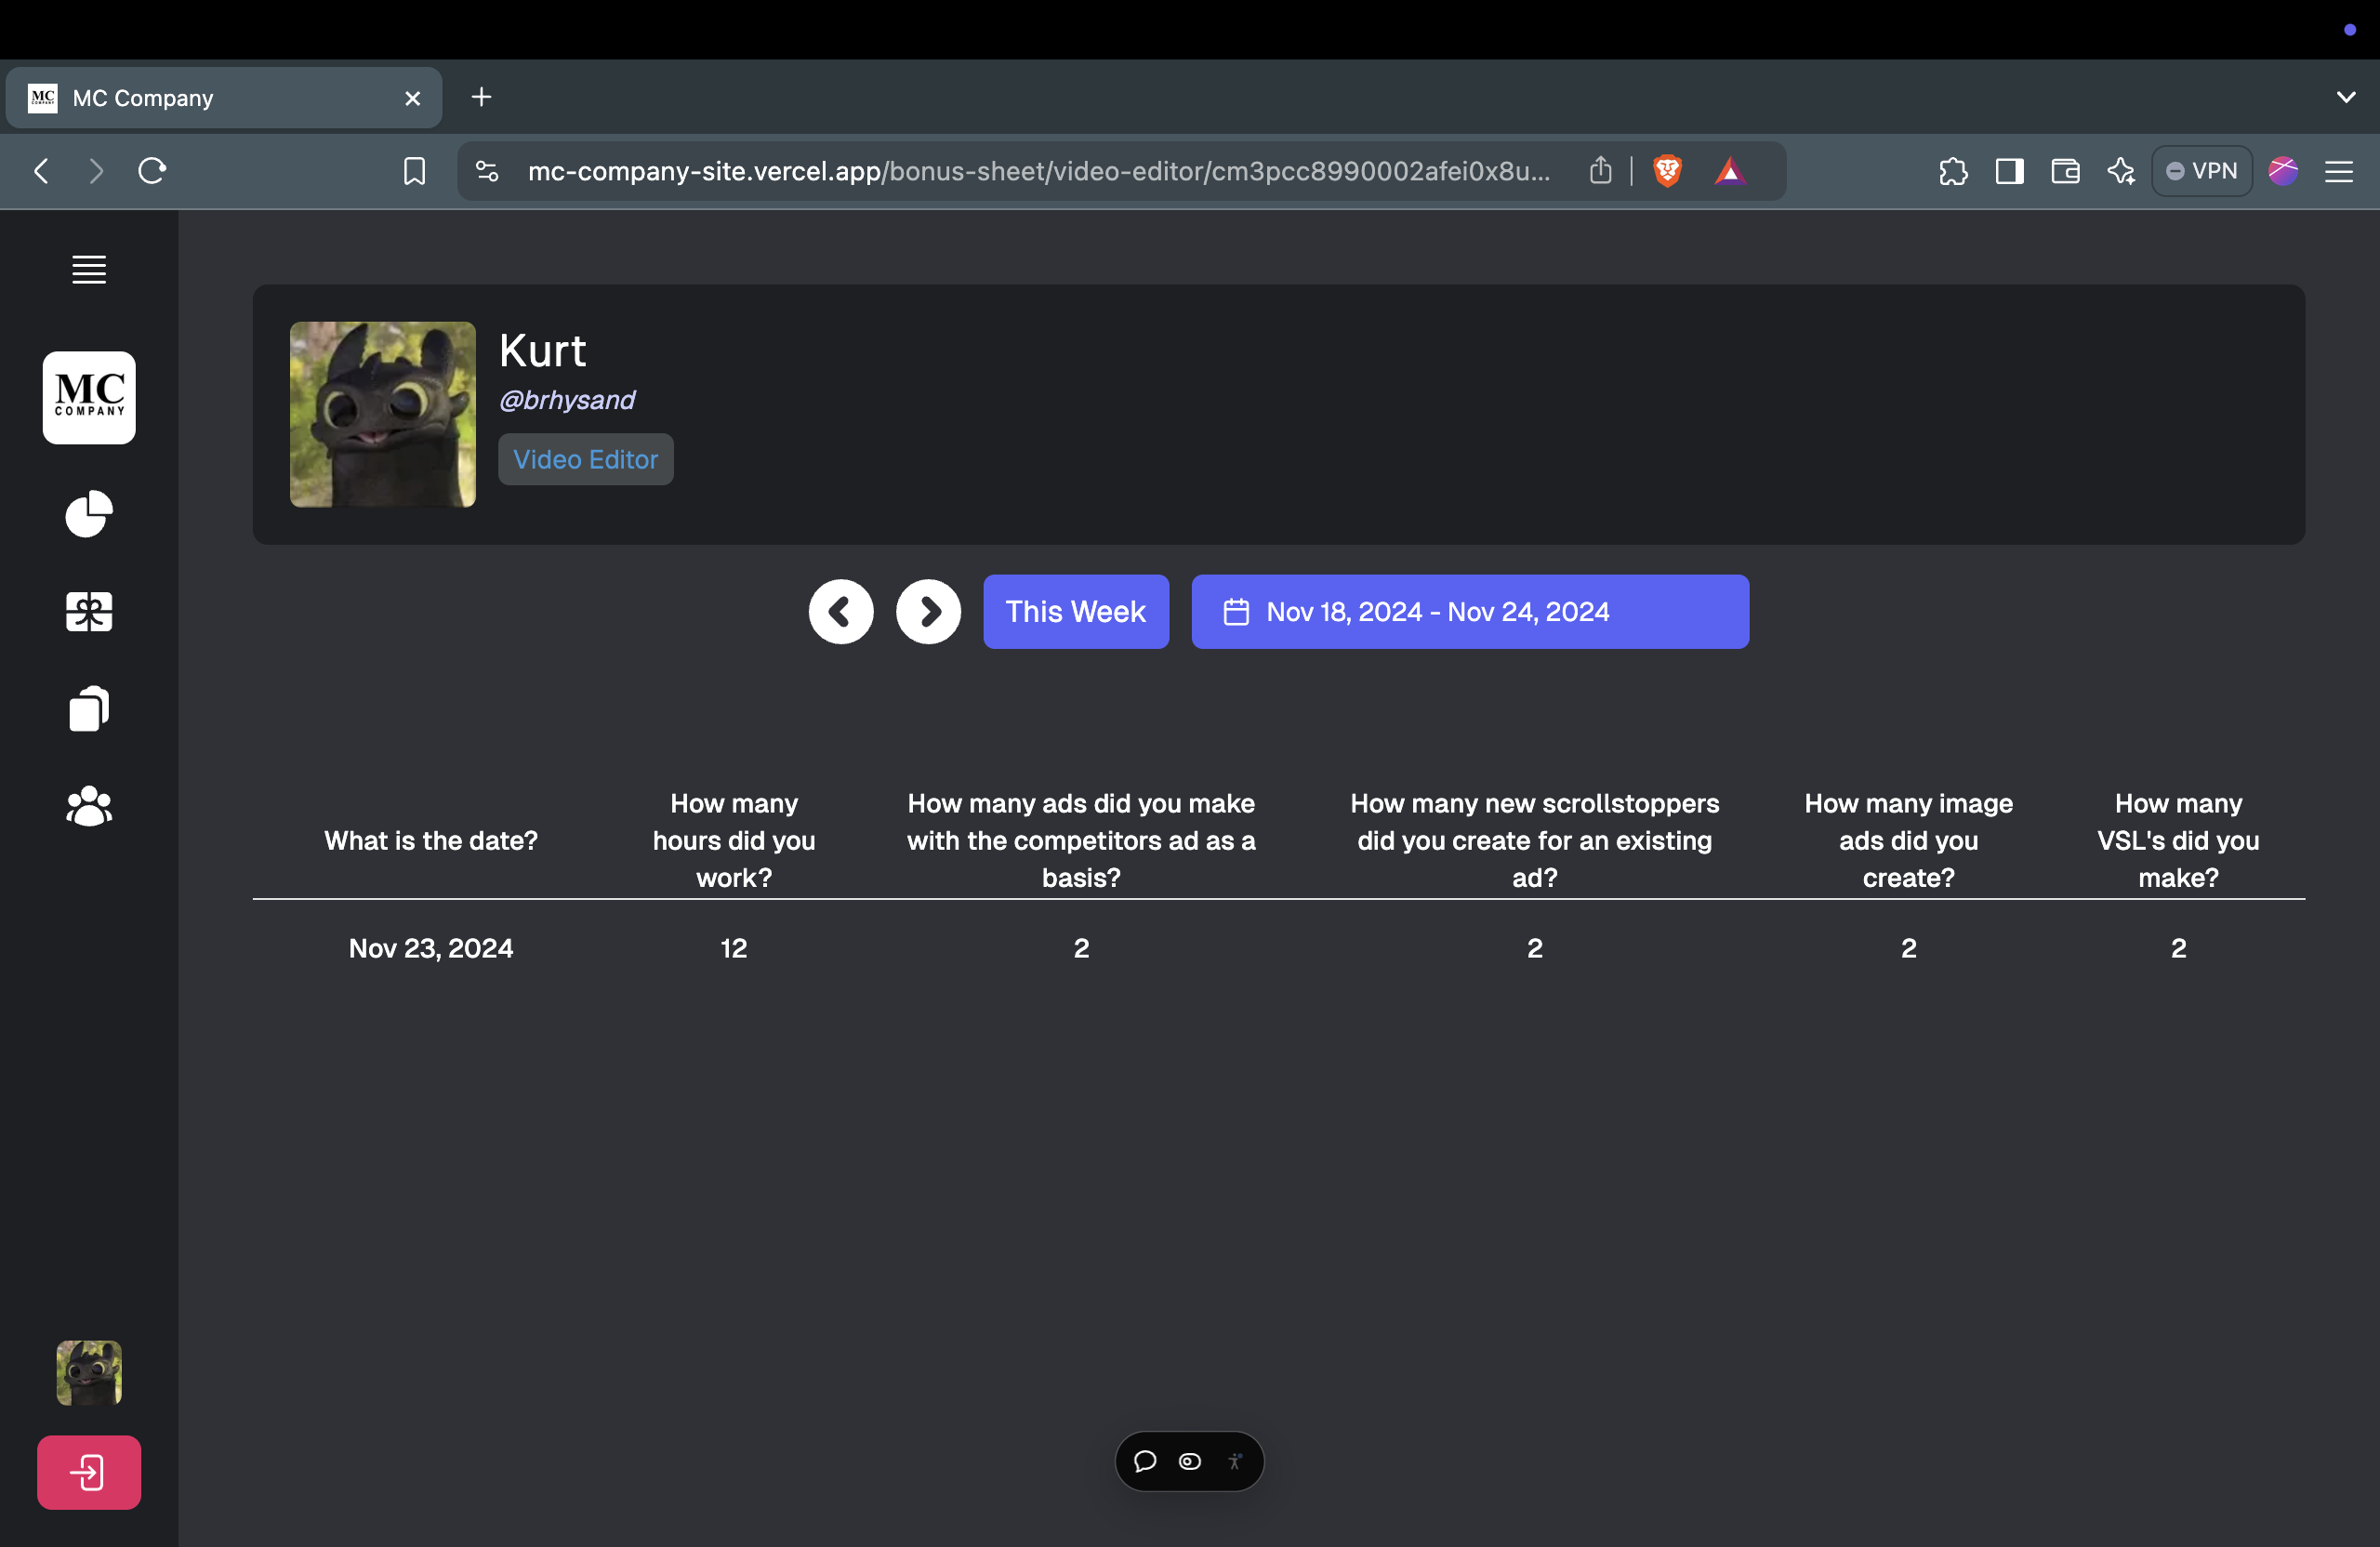 MC Company
mc-company-site.vercel.app/bonus-sheet/video-editor/cm3pcc8990002afei0x8u...
VPN
MC
COMPANY
Kurt
@brhysand
Video Editor
This Week
Nov 18, 2024 - Nov 24, 2024
What is the date?
How many
hours did you
work?
How many ads did you make
with the competitors ad as a
basis?
How many new scrollstoppers
did you create for an existing
ad?
How many image
ads did you
create?
How many
VSL's did you
make?
Nov 23, 2024
12
2
2
2
2